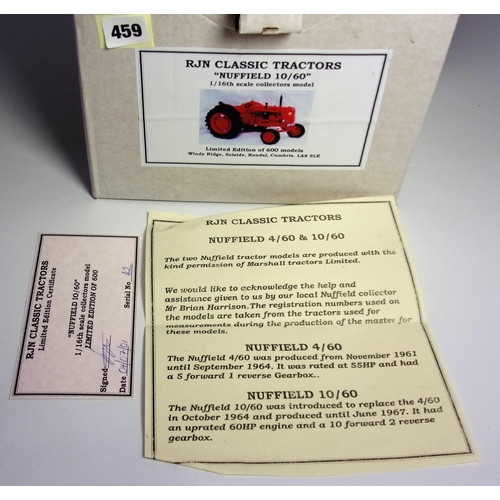 459
RJN CLASSIC TRACTORS
"NUFFIELD 10/60"
1/16th scale collectors model
Limited Edition of 600 models
Windy Ridge, Selside, Kendal, Cumbria. LA8 9LE
RJN CLASSIC TRACTORS
NUFFIELD 4/60 & 10/60
The two Nuffield tractor models are produced with the
kind permission of Marshall tractors Limited.
We would like to acknowledge the help and
assistance given to us by our local Nuffield collector
Mr Brian Harrison.The registration numbers used on
the models are taken from the tractors used for
measurements during the production of the master for
these models.
NUFFIELD 4/60
The Nuffield 4/60 was produced from November 1961
until September 1964. It was rated at 55HP and had
a 5 forward 1 reverse Gearbox..
NUFFIELD 10/60
The Nuffield 10/60 was introduced to replace the 4/60
in October 1964 and produced until June 1967. It had
an uprated 60HP engine and a 10 forward 2 reverse
gearbox.
RJN CLASSIC TRACTORS
Limited Edition Certificate
"NUFFIELD 10/60"
1/16th scale collectors model
LIMITED EDITION OF 600
Signed
Date Serial No 42